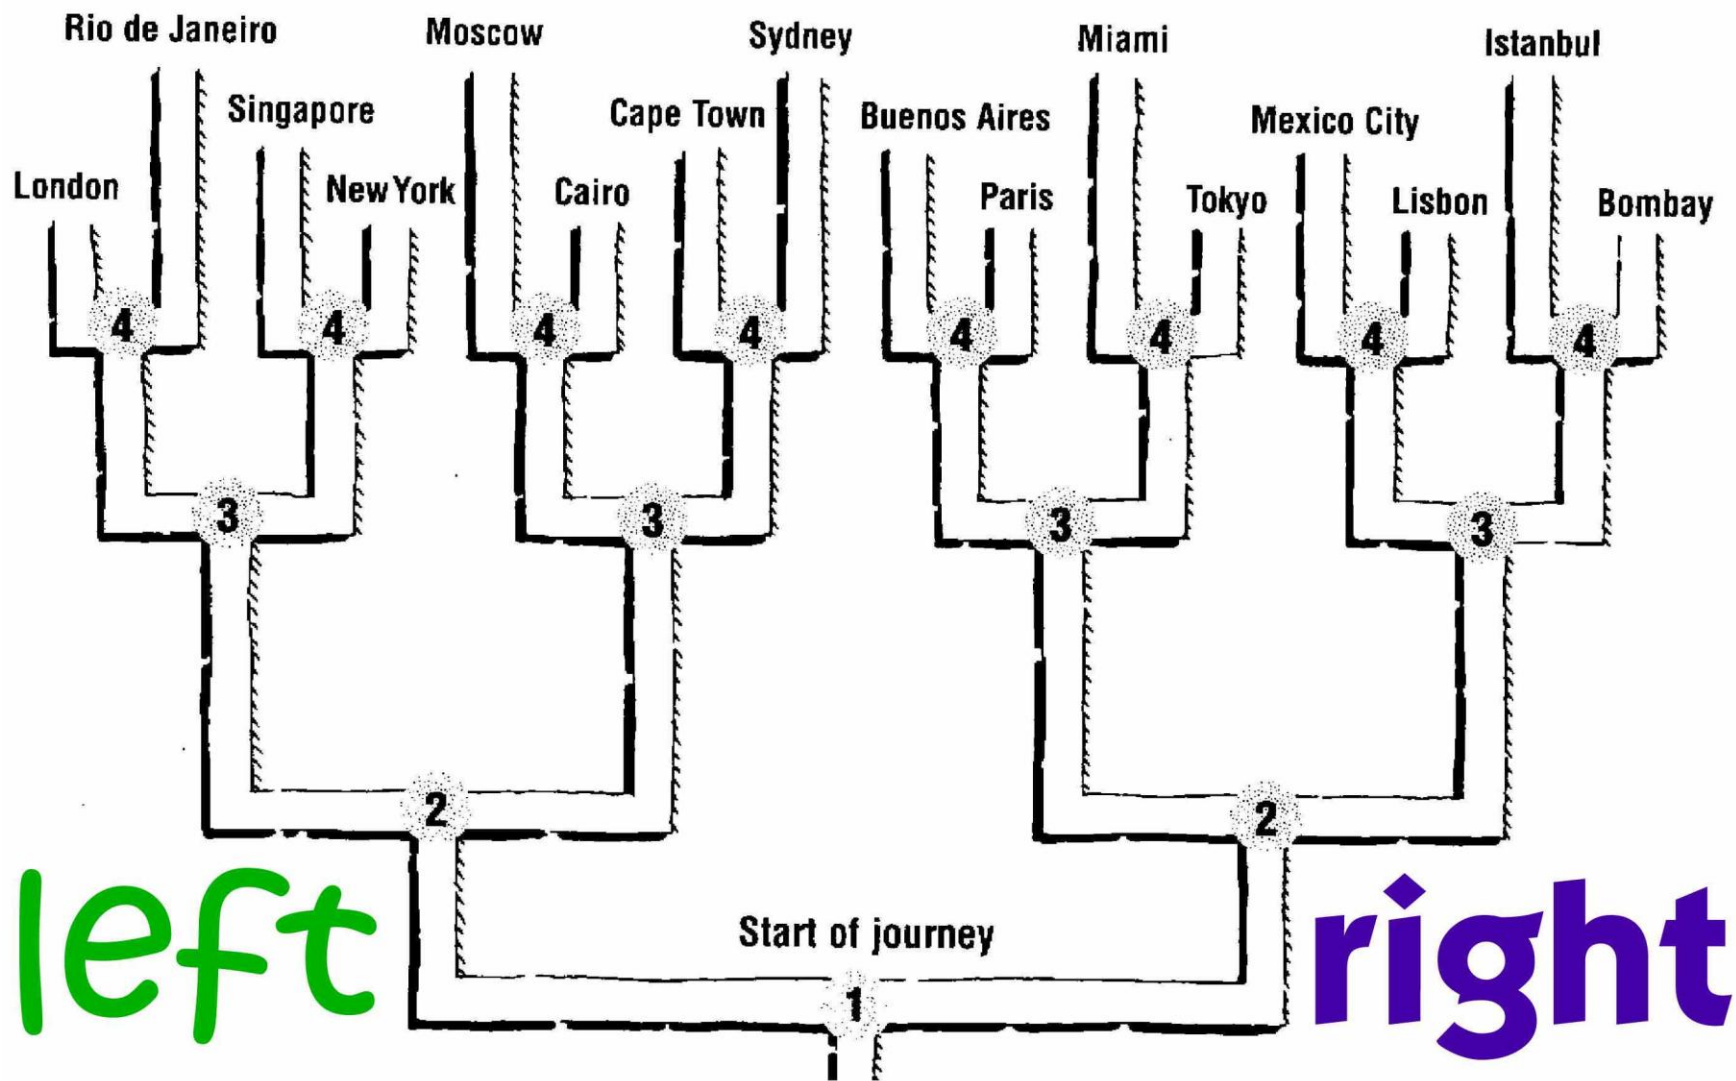 Rio de Janeiro
Moscow
Sydney
Miami
Istanbul
Singapore
Cape Town
Buenos Aires
Mexico City
London
New York
Cairo
Paris
Tokyo
Lisbon
Bombay
4
4
4
4
4
4
4
4
3
3
3
3
2
2
left
right
Start of journey
1